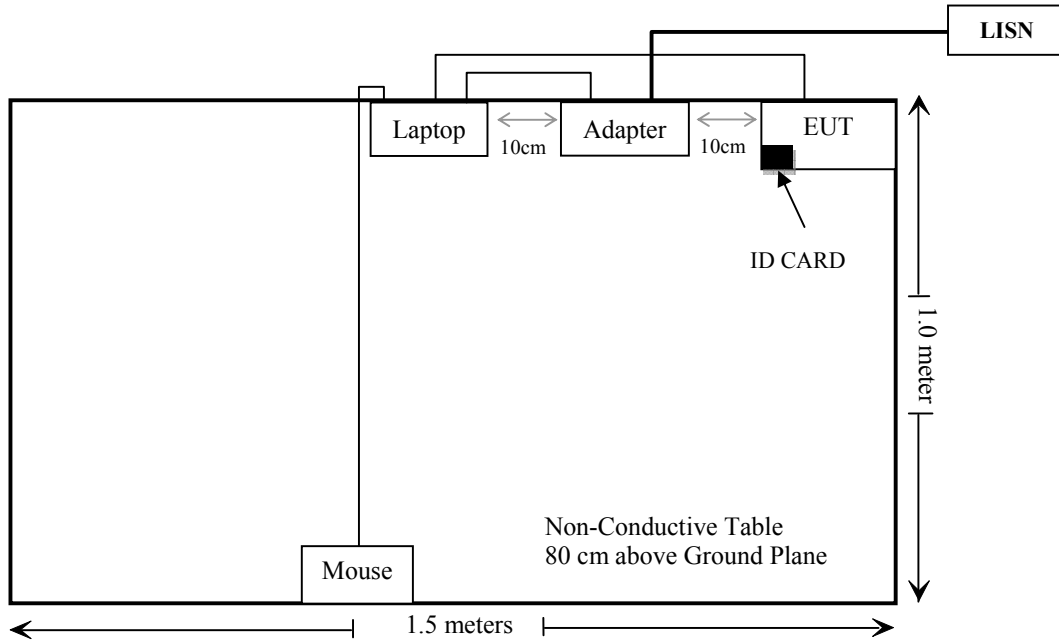 LISN
Laptop
Adapter
EUT
10cm
10cm
ID CARD
1.0 meter
Non-Conductive Table
80 cm above Ground Plane
Mouse
1.5 meters